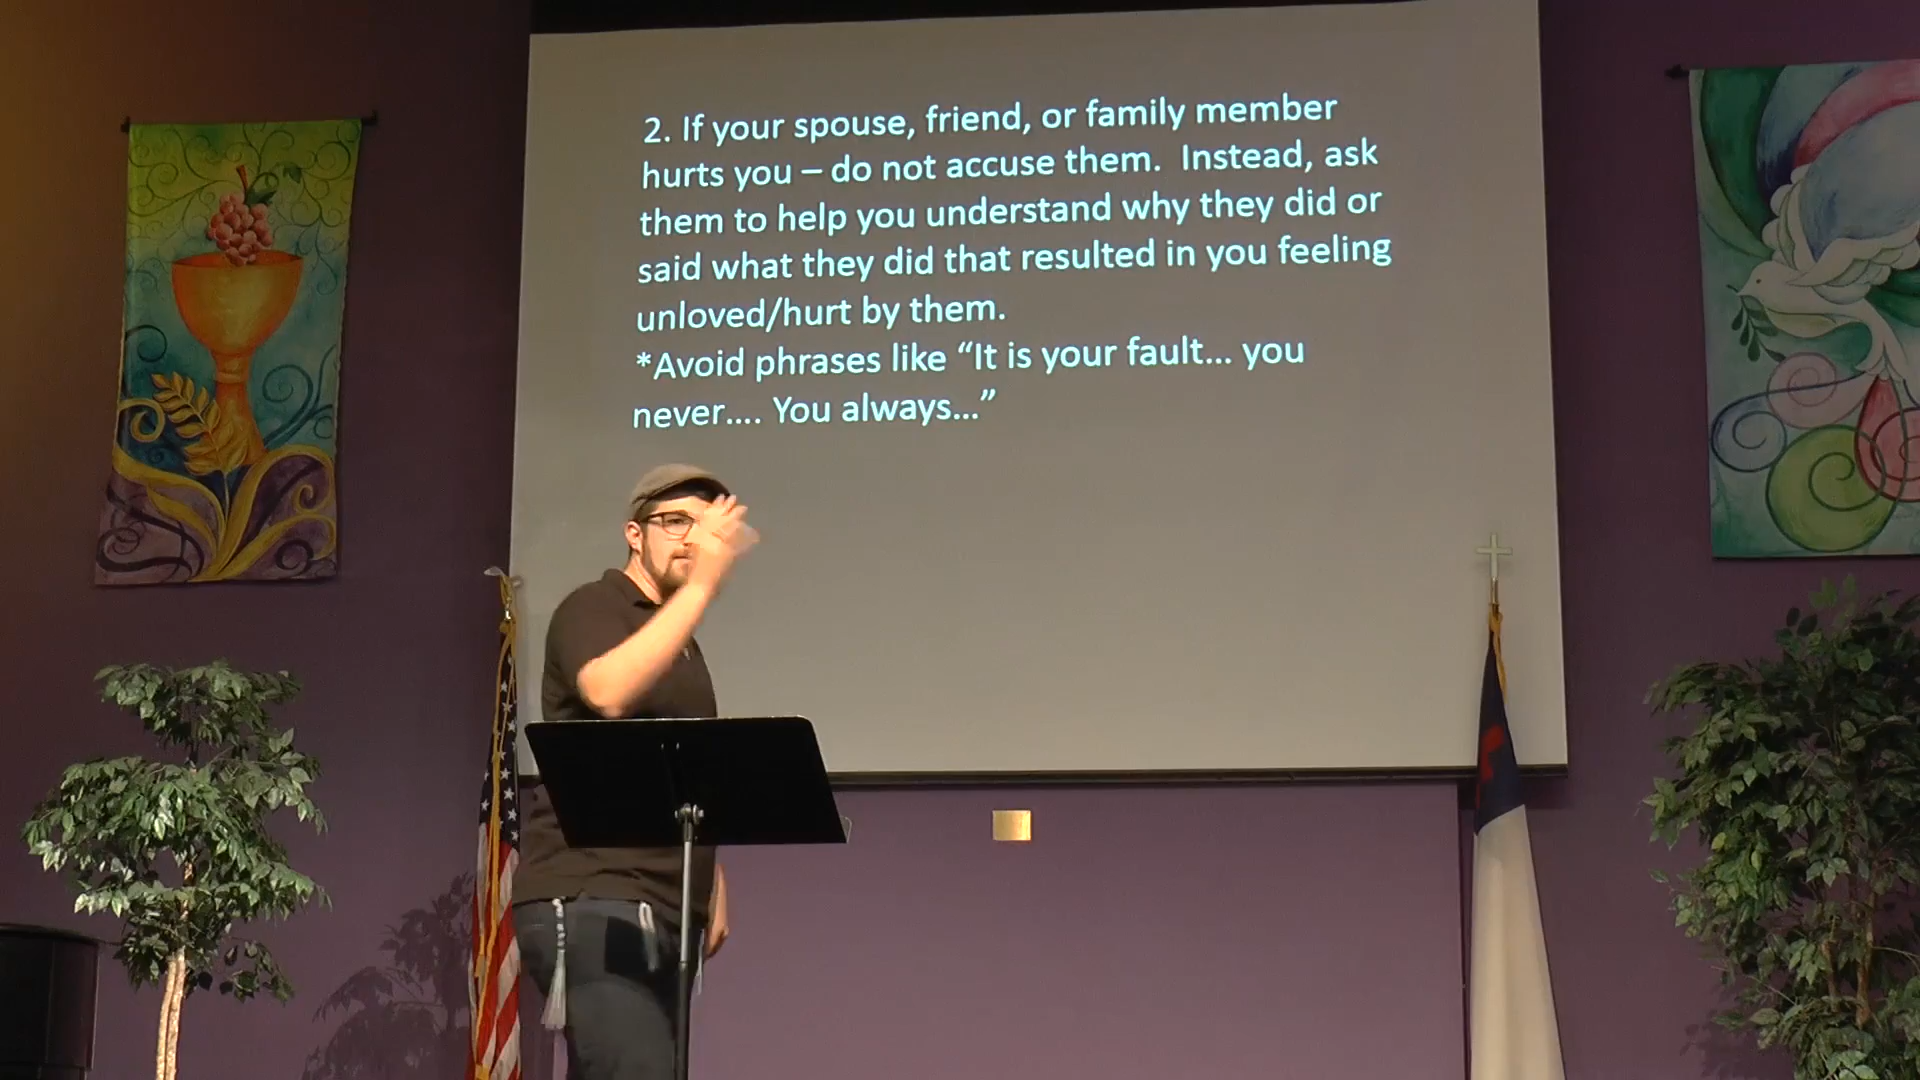 2. If your spouse, friend, or family member
hurts you – do not accuse them.  Instead, ask
them to help you understand why they did or
said what they did that resulted in you feeling
unloved/hurt by them.
*Avoid phrases like “It is your fault... you
never.... You always...”